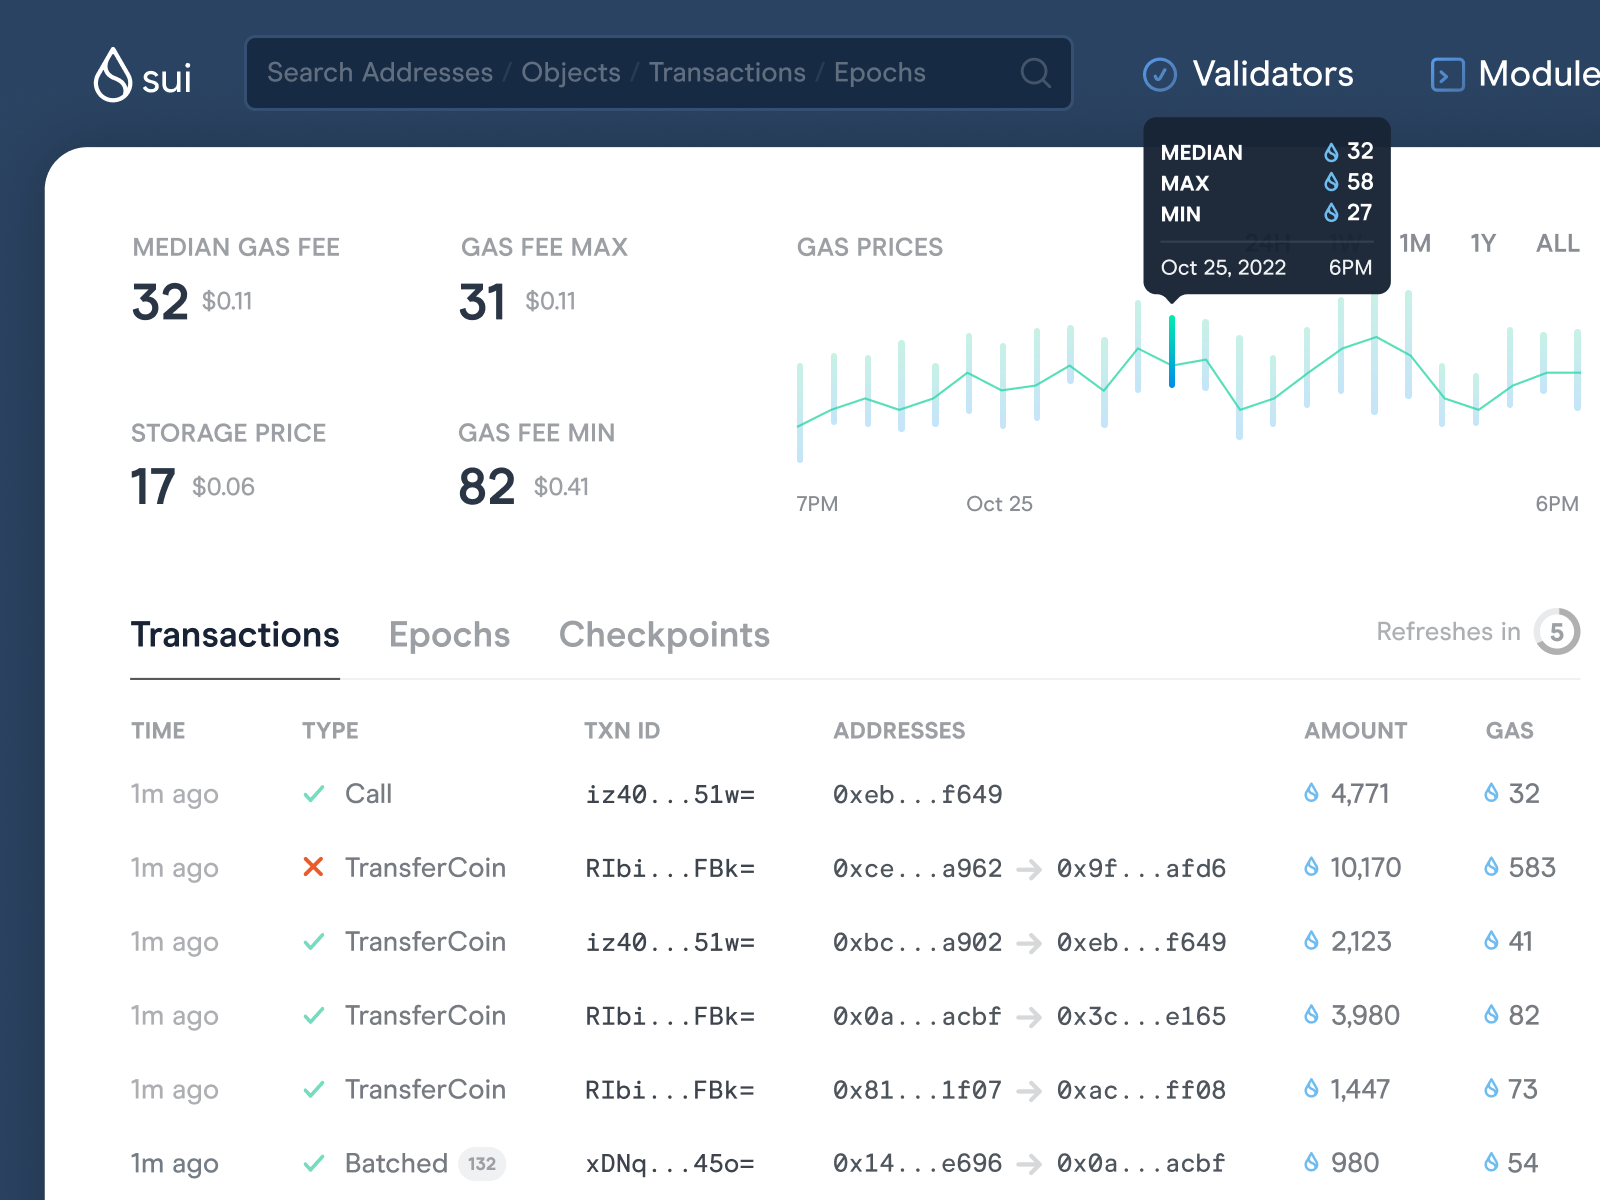 sui
Search Addresses / Objects / Transactions / Epochs
Validators
Module
MEDIAN 32
MAX 58
MIN 27
Oct 25, 2022 6PM
MEDIAN GAS FEE
32 $0.11
GAS FEE MAX
31 $0.11
STORAGE PRICE
17 $0.06
GAS FEE MIN
82 $0.41
GAS PRICES
24H 1W 1M 1Y ALL
7PM Oct 25 6PM
Transactions Epochs Checkpoints
Refreshes in 5
TIME TYPE TXN ID ADDRESSES AMOUNT GAS
1m ago Call iz40...51w= 0xeb...f649 4,771 32
1m ago TransferCoin RIbi...FBk= 0xce...a962 → 0x9f...afd6 10,170 583
1m ago TransferCoin iz40...51w= 0xbc...a902 → 0xeb...f649 2,123 41
1m ago TransferCoin RIbi...FBk= 0x0a...acbf → 0x3c...e165 3,980 82
1m ago TransferCoin RIbi...FBk= 0x81...1f07 → 0xac...ff08 1,447 73
1m ago Batched 132 xDNq...45o= 0x14...e696 → 0x0a...acbf 980 54